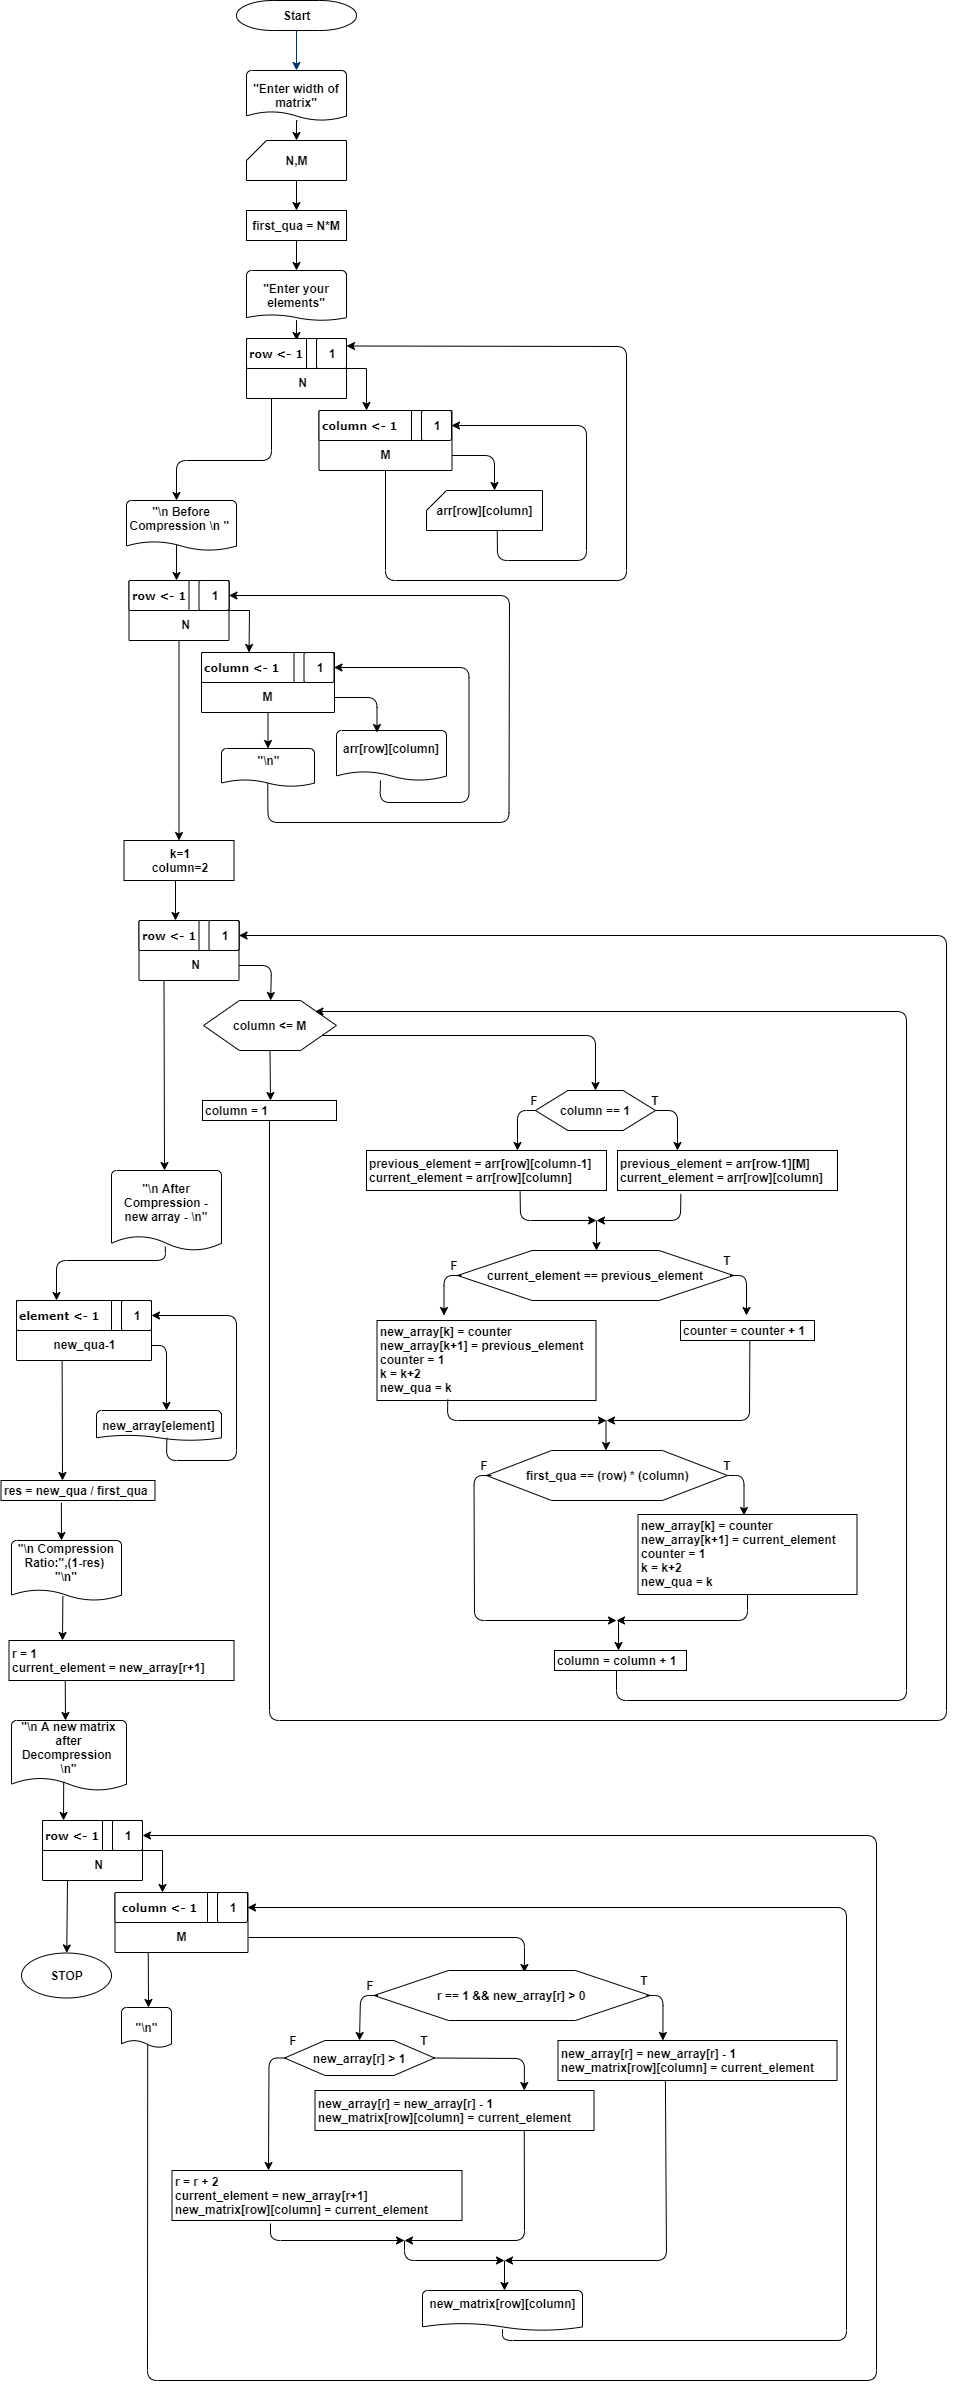 Start
"Enter width of
matrix"
N,M
first_qua = N*M
"Enter your
elements"
row <- 1
1
N
column <- 1
1
M
arr[row][column]
"\n Before
Compression \n "
row <- 1
1
N
column <- 1
1
M
"\n"
arr[row][column]
k=1
column=2
row <- 1
1
N
column <= M
column = 1
F
column == 1
T
previous_element = arr[row][column-1]
current_element = arr[row][column]
previous_element = arr[row-1][M]
current_element = arr[row][column]
F
current_element == previous_element
T
new_array[k] = counter
new_array[k+1] = previous_element
counter = 1
k = k+2
new_qua = k
counter = counter + 1
F
first_qua == (row) * (column)
T
new_array[k] = counter
new_array[k+1] = current_element
counter = 1
k = k+2
new_qua = k
column = column + 1
"\n After
Compression -
new array - \n"
element <- 1
1
new_qua-1
new_array[element]
res = new_qua / first_qua
"\n Compression
Ratio:",(1-res)
"\n"
r = 1
current_element = new_array[r+1]
"\n A new matrix
after
Decompression
\n"
row <- 1
1
N
column <- 1
1
M
STOP
"\n"
F
r == 1 && new_array[r] > 0
T
F
new_array[r] > 1
T
new_array[r] = new_array[r] - 1
new_matrix[row][column] = current_element
new_array[r] = new_array[r] - 1
new_matrix[row][column] = current_element
r = r + 2
current_element = new_array[r+1]
new_matrix[row][column] = current_element
new_matrix[row][column]